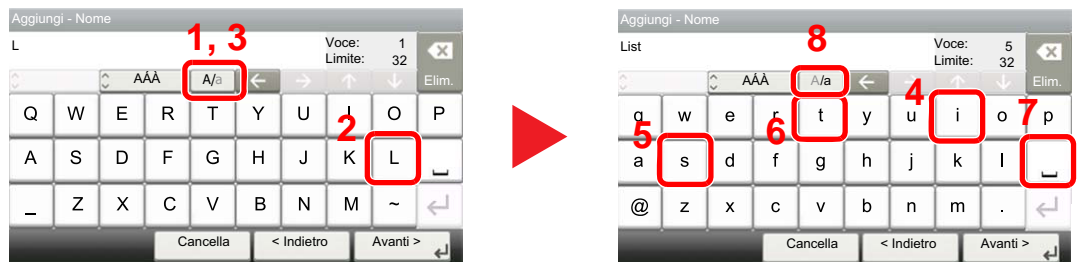 Aggiungi - Nome
L
Voce: 1
Limite: 32
1, 3
AÁÀ A/a ← → ↑ ↓ Elim.
Q W E R T Y U I O P
2
A S D F G H J K L ⎵
_ Z X C V B N M ~
Cancella < Indietro Avanti >
Aggiungi - Nome
List
Voce: 5
Limite: 32
8
AÁÀ A/a ← → ↑ ↓ Elim.
4
7
q w e r t y u i o p
5
6
a s d f g h j k l ⎵
@ z x c v b n m .
Cancella < Indietro Avanti >